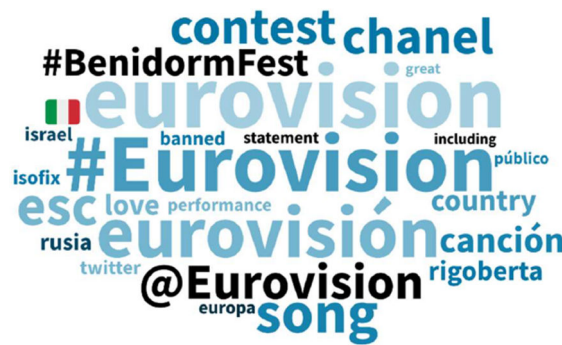 contest chanel
#BenidormFest great
eurovision
israel banned statement including
#Eurovision público
isofix
esc love performance country
rusia eurovisión canción
twitter @Eurovision rigoberta
europa song